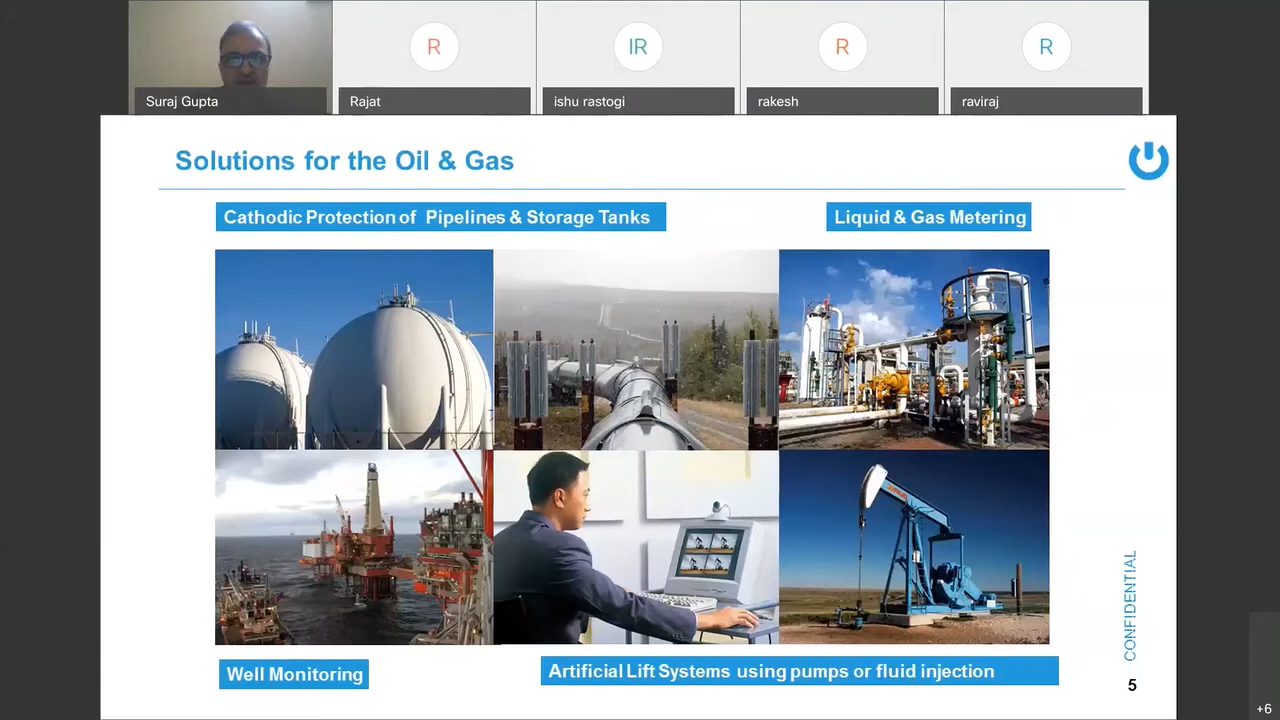 R
IR
R
R
Suraj Gupta
Rajat
ishu rastogi
rakesh
raviraj
Solutions for the Oil & Gas
Cathodic Protection of Pipelines & Storage Tanks
Liquid & Gas Metering
Well Monitoring
Artificial Lift Systems using pumps or fluid injection
CONFIDENTIAL
5
+6